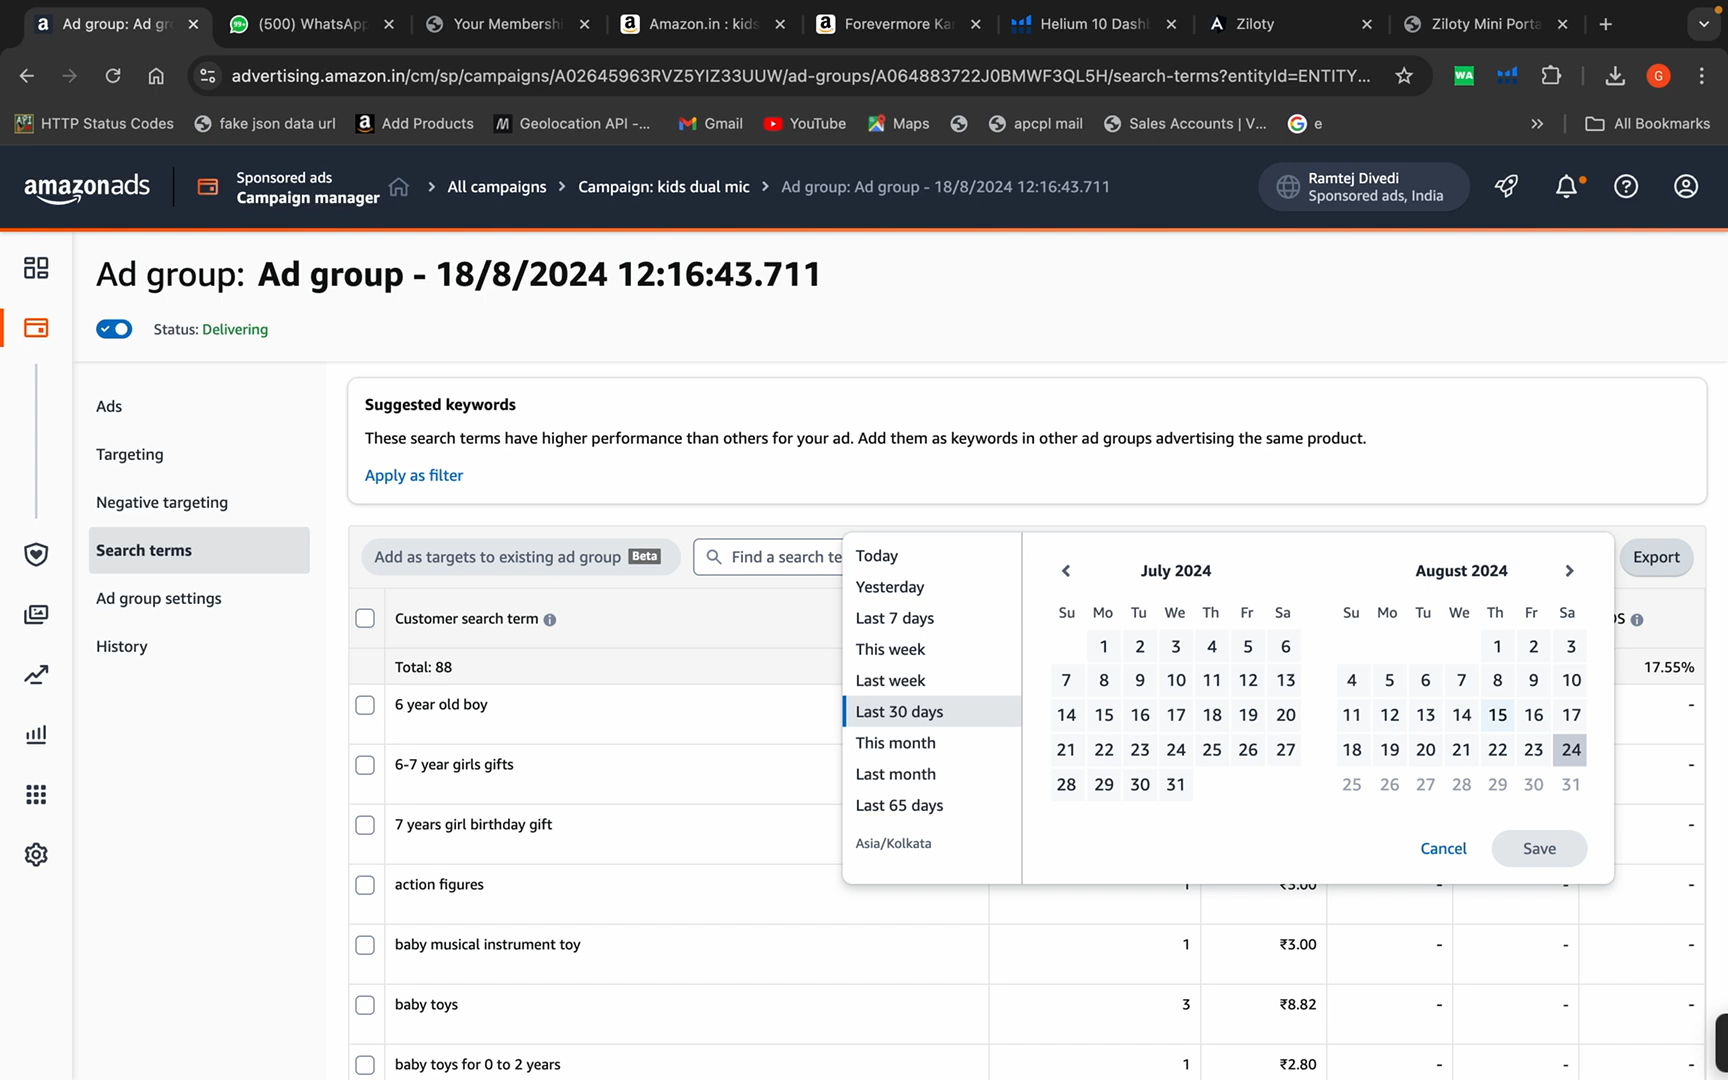 Ad group: Ad gr
(500) WhatsApp
Your Membershi
Amazon.in : kids
Forevermore Ka
Helium 10 Dashb
Ziloty
Ziloty Mini Porta
advertising.amazon.in/cm/sp/campaigns/A02645963RVZ5YIZ33UUW/ad-groups/A064883722J0BMWF3QL5H/search-terms?entityId=ENTITY...
WA
G
HTTP Status Codes
fake json data url
Add Products
Geolocation API -...
Gmail
YouTube
Maps
apcpl mail
Sales Accounts | V...
e
All Bookmarks
amazonads
Sponsored ads
Campaign manager
All campaigns
Campaign: kids dual mic
Ad group: Ad group - 18/8/2024 12:16:43.711
Ramtej Divedi
Sponsored ads, India
Ad group: Ad group - 18/8/2024 12:16:43.711
Status: Delivering
Ads
Targeting
Negative targeting
Search terms
Ad group settings
History
Suggested keywords
These search terms have higher performance than others for your ad. Add them as keywords in other ad groups advertising the same product.
Apply as filter
Add as targets to existing ad group Beta
Find a search te
Export
Customer search term
Total: 88
17.55%
6 year old boy -
6-7 year girls gifts -
7 years girl birthday gift -
action figures 1 ₹3.00 - - -
baby musical instrument toy 1 ₹3.00 - - -
baby toys 3 ₹8.82 - - -
baby toys for 0 to 2 years 1 ₹2.80 - - -
Today
Yesterday
Last 7 days
This week
Last week
Last 30 days
This month
Last month
Last 65 days
Asia/Kolkata
July 2024
Su Mo Tu We Th Fr Sa
1 2 3 4 5 6
7 8 9 10 11 12 13
14 15 16 17 18 19 20
21 22 23 24 25 26 27
28 29 30 31
August 2024
Su Mo Tu We Th Fr Sa
1 2 3
4 5 6 7 8 9 10
11 12 13 14 15 16 17
18 19 20 21 22 23 24
25 26 27 28 29 30 31
Cancel
Save